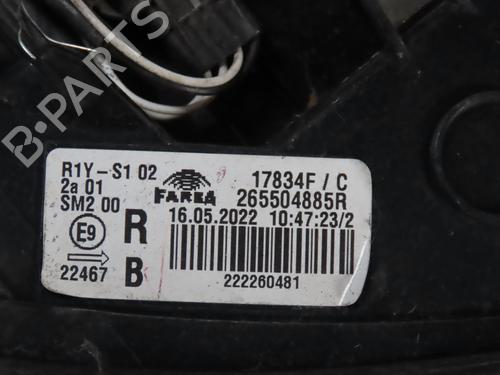 B-PARTS
R1Y-S1 02
2a 01
SM2 00
FAREA
17834F / C
265504885R
16.05.2022 10:47:23/2
E9
R
22467
B
222260481